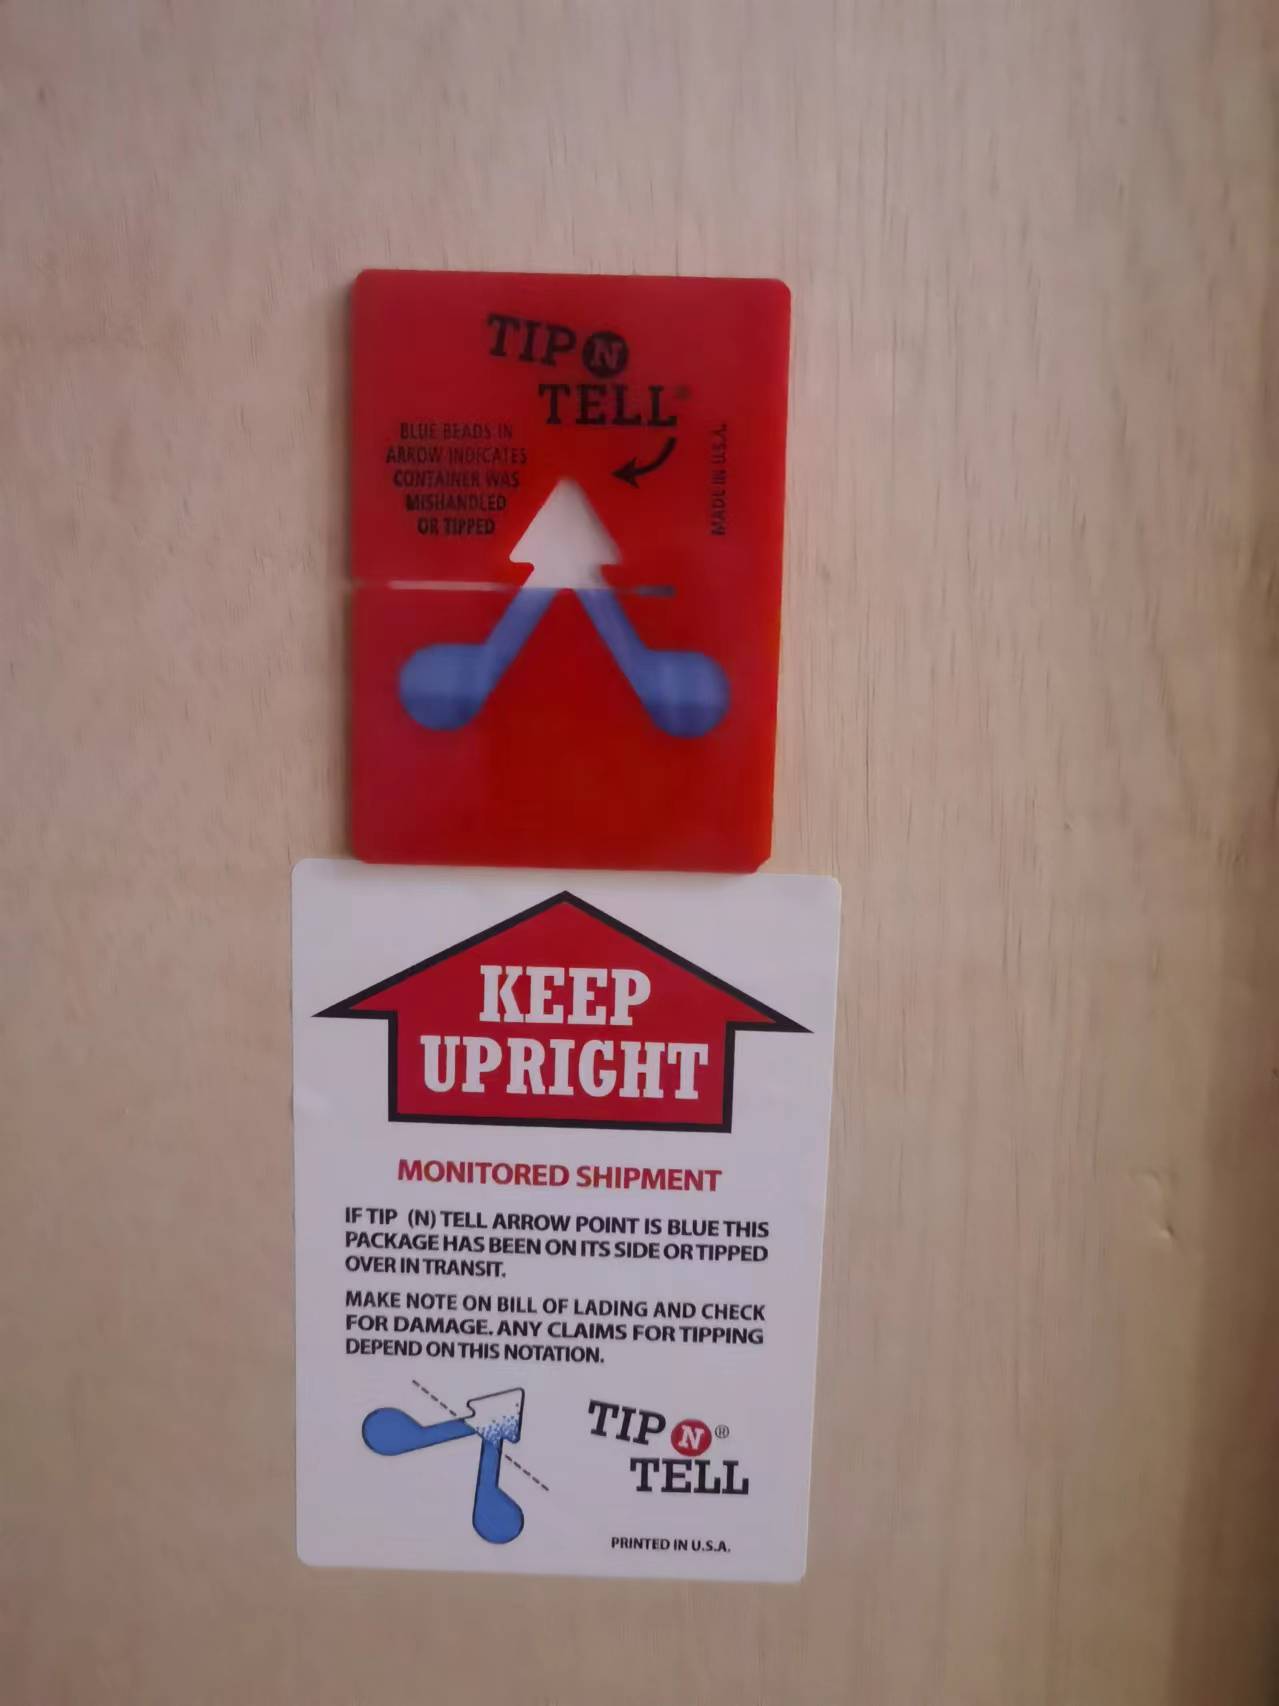 TIP N
TELL®
BLUE BEADS IN
ARROW INDICATES
CONTAINER WAS
MISHANDLED
OR TIPPED
MADE IN U.S.A.
KEEP
UPRIGHT
MONITORED SHIPMENT
IF TIP (N) TELL ARROW POINT IS BLUE THIS
PACKAGE HAS BEEN ON ITS SIDE OR TIPPED
OVER IN TRANSIT.
MAKE NOTE ON BILL OF LADING AND CHECK
FOR DAMAGE. ANY CLAIMS FOR TIPPING
DEPEND ON THIS NOTATION.
TIP N®
TELL
PRINTED IN U.S.A.